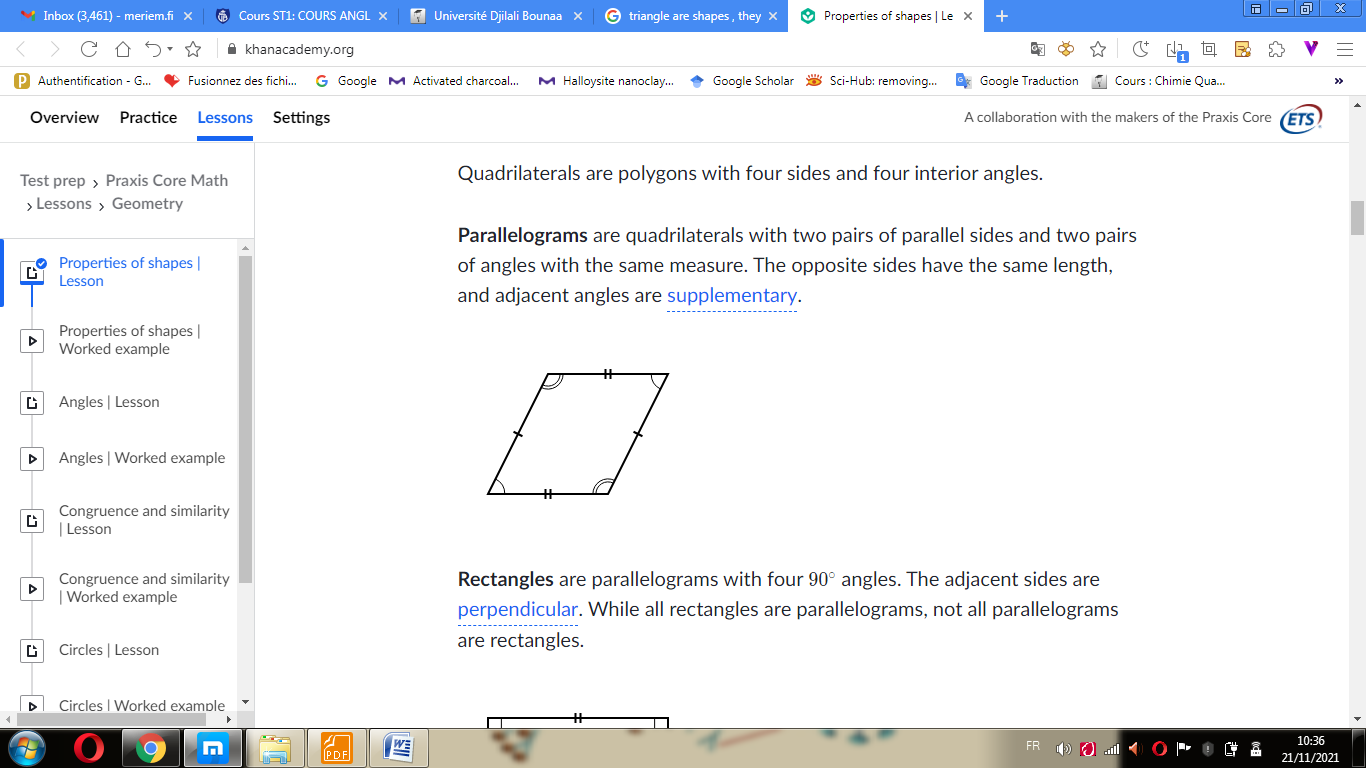 Inbox (3,461) - meriem.fi
Cours ST1: COURS ANGL
Université Djilali Bounaa
triangle are shapes , they
Properties of shapes | Le
khanacademy.org
1
Authentification - G...
Fusionnez des fichi...
Google
Activated charcoal...
Halloysite nanoclay...
Google Scholar
Sci-Hub: removing...
Google Traduction
Cours : Chimie Qua...
»
Overview Practice Lessons Settings
A collaboration with the makers of the Praxis Core
ETS
Test prep › Praxis Core Math
› Lessons › Geometry
Properties of shapes |
Lesson
Properties of shapes |
Worked example
Angles | Lesson
Angles | Worked example
Congruence and similarity
| Lesson
Congruence and similarity
| Worked example
Circles | Lesson
Circles | Worked example
Quadrilaterals are polygons with four sides and four interior angles.
Parallelograms are quadrilaterals with two pairs of parallel sides and two pairs
of angles with the same measure. The opposite sides have the same length,
and adjacent angles are supplementary.
Rectangles are parallelograms with four 90° angles. The adjacent sides are
perpendicular. While all rectangles are parallelograms, not all parallelograms
are rectangles.
PDF
FR
10:36
21/11/2021